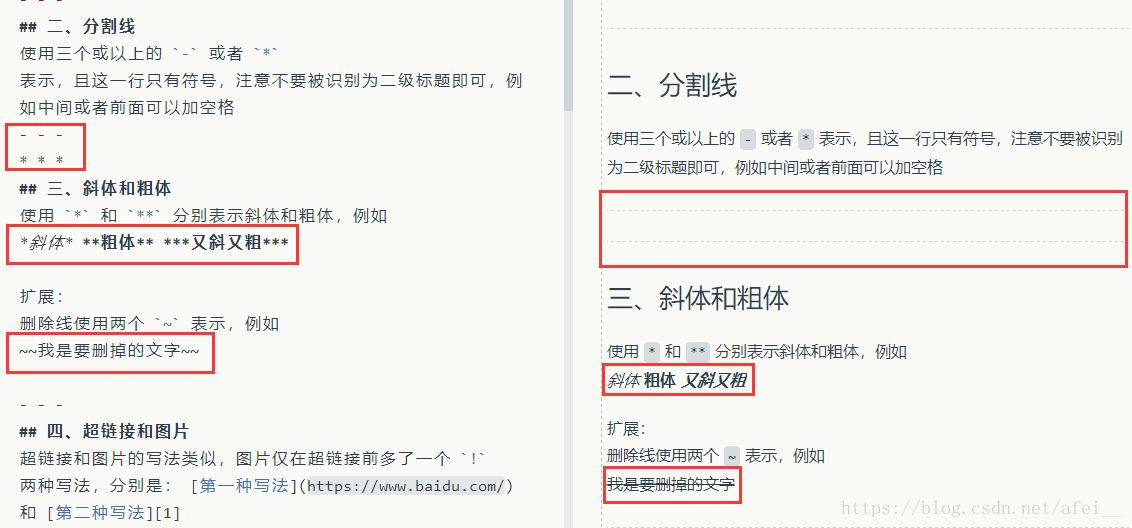 - - -
## 二、分割线
使用三个或以上的 `-` 或者 `*`
表示，且这一行只有符号，注意不要被识别为二级标题即可，例
如中间或者前面可以加空格
- - -
* * *
## 三、斜体和粗体
使用 `*` 和 `**` 分别表示斜体和粗体，例如
*斜体* **粗体** ***又斜又粗***
扩展：
删除线使用两个 `~` 表示，例如
~~我是要删掉的文字~~
- - -
## 四、超链接和图片
超链接和图片的写法类似，图片仅在超链接前多了一个 `!`
两种写法，分别是： [第一种写法](https://www.baidu.com/)
和 [第二种写法][1]
二、分割线
使用三个或以上的 - 或者 * 表示，且这一行只有符号，注意不要被识别
为二级标题即可，例如中间或者前面可以加空格
三、斜体和粗体
使用 * 和 ** 分别表示斜体和粗体，例如
斜体 粗体 又斜又粗
扩展：
删除线使用两个 ~ 表示，例如
我是要删掉的文字
https://blog.csdn.net/afei__